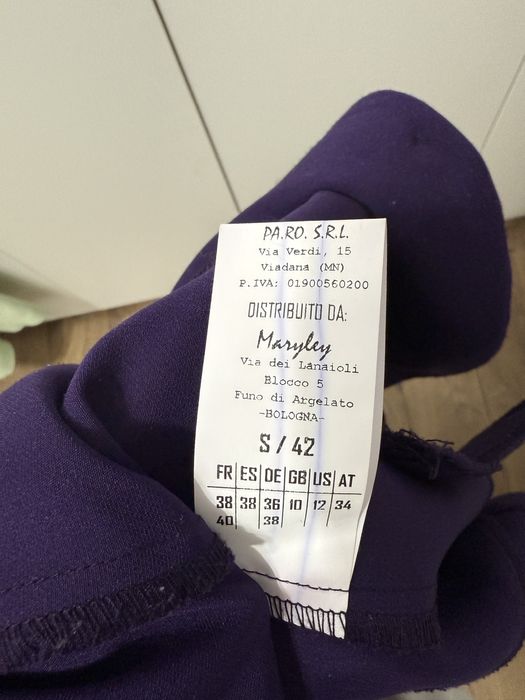 PA.RO. S.R.L.
Via Verdi, 15
Viadana (MN)
P.IVA: 01900560200
DISTRIBUITO DA:
Maryley
Via dei Lanaioli
Blocco 5
Funo di Argelato
-BOLOGNA-
S / 42
FR ES DE GB US AT
38 38 36 10 12 34
40 38